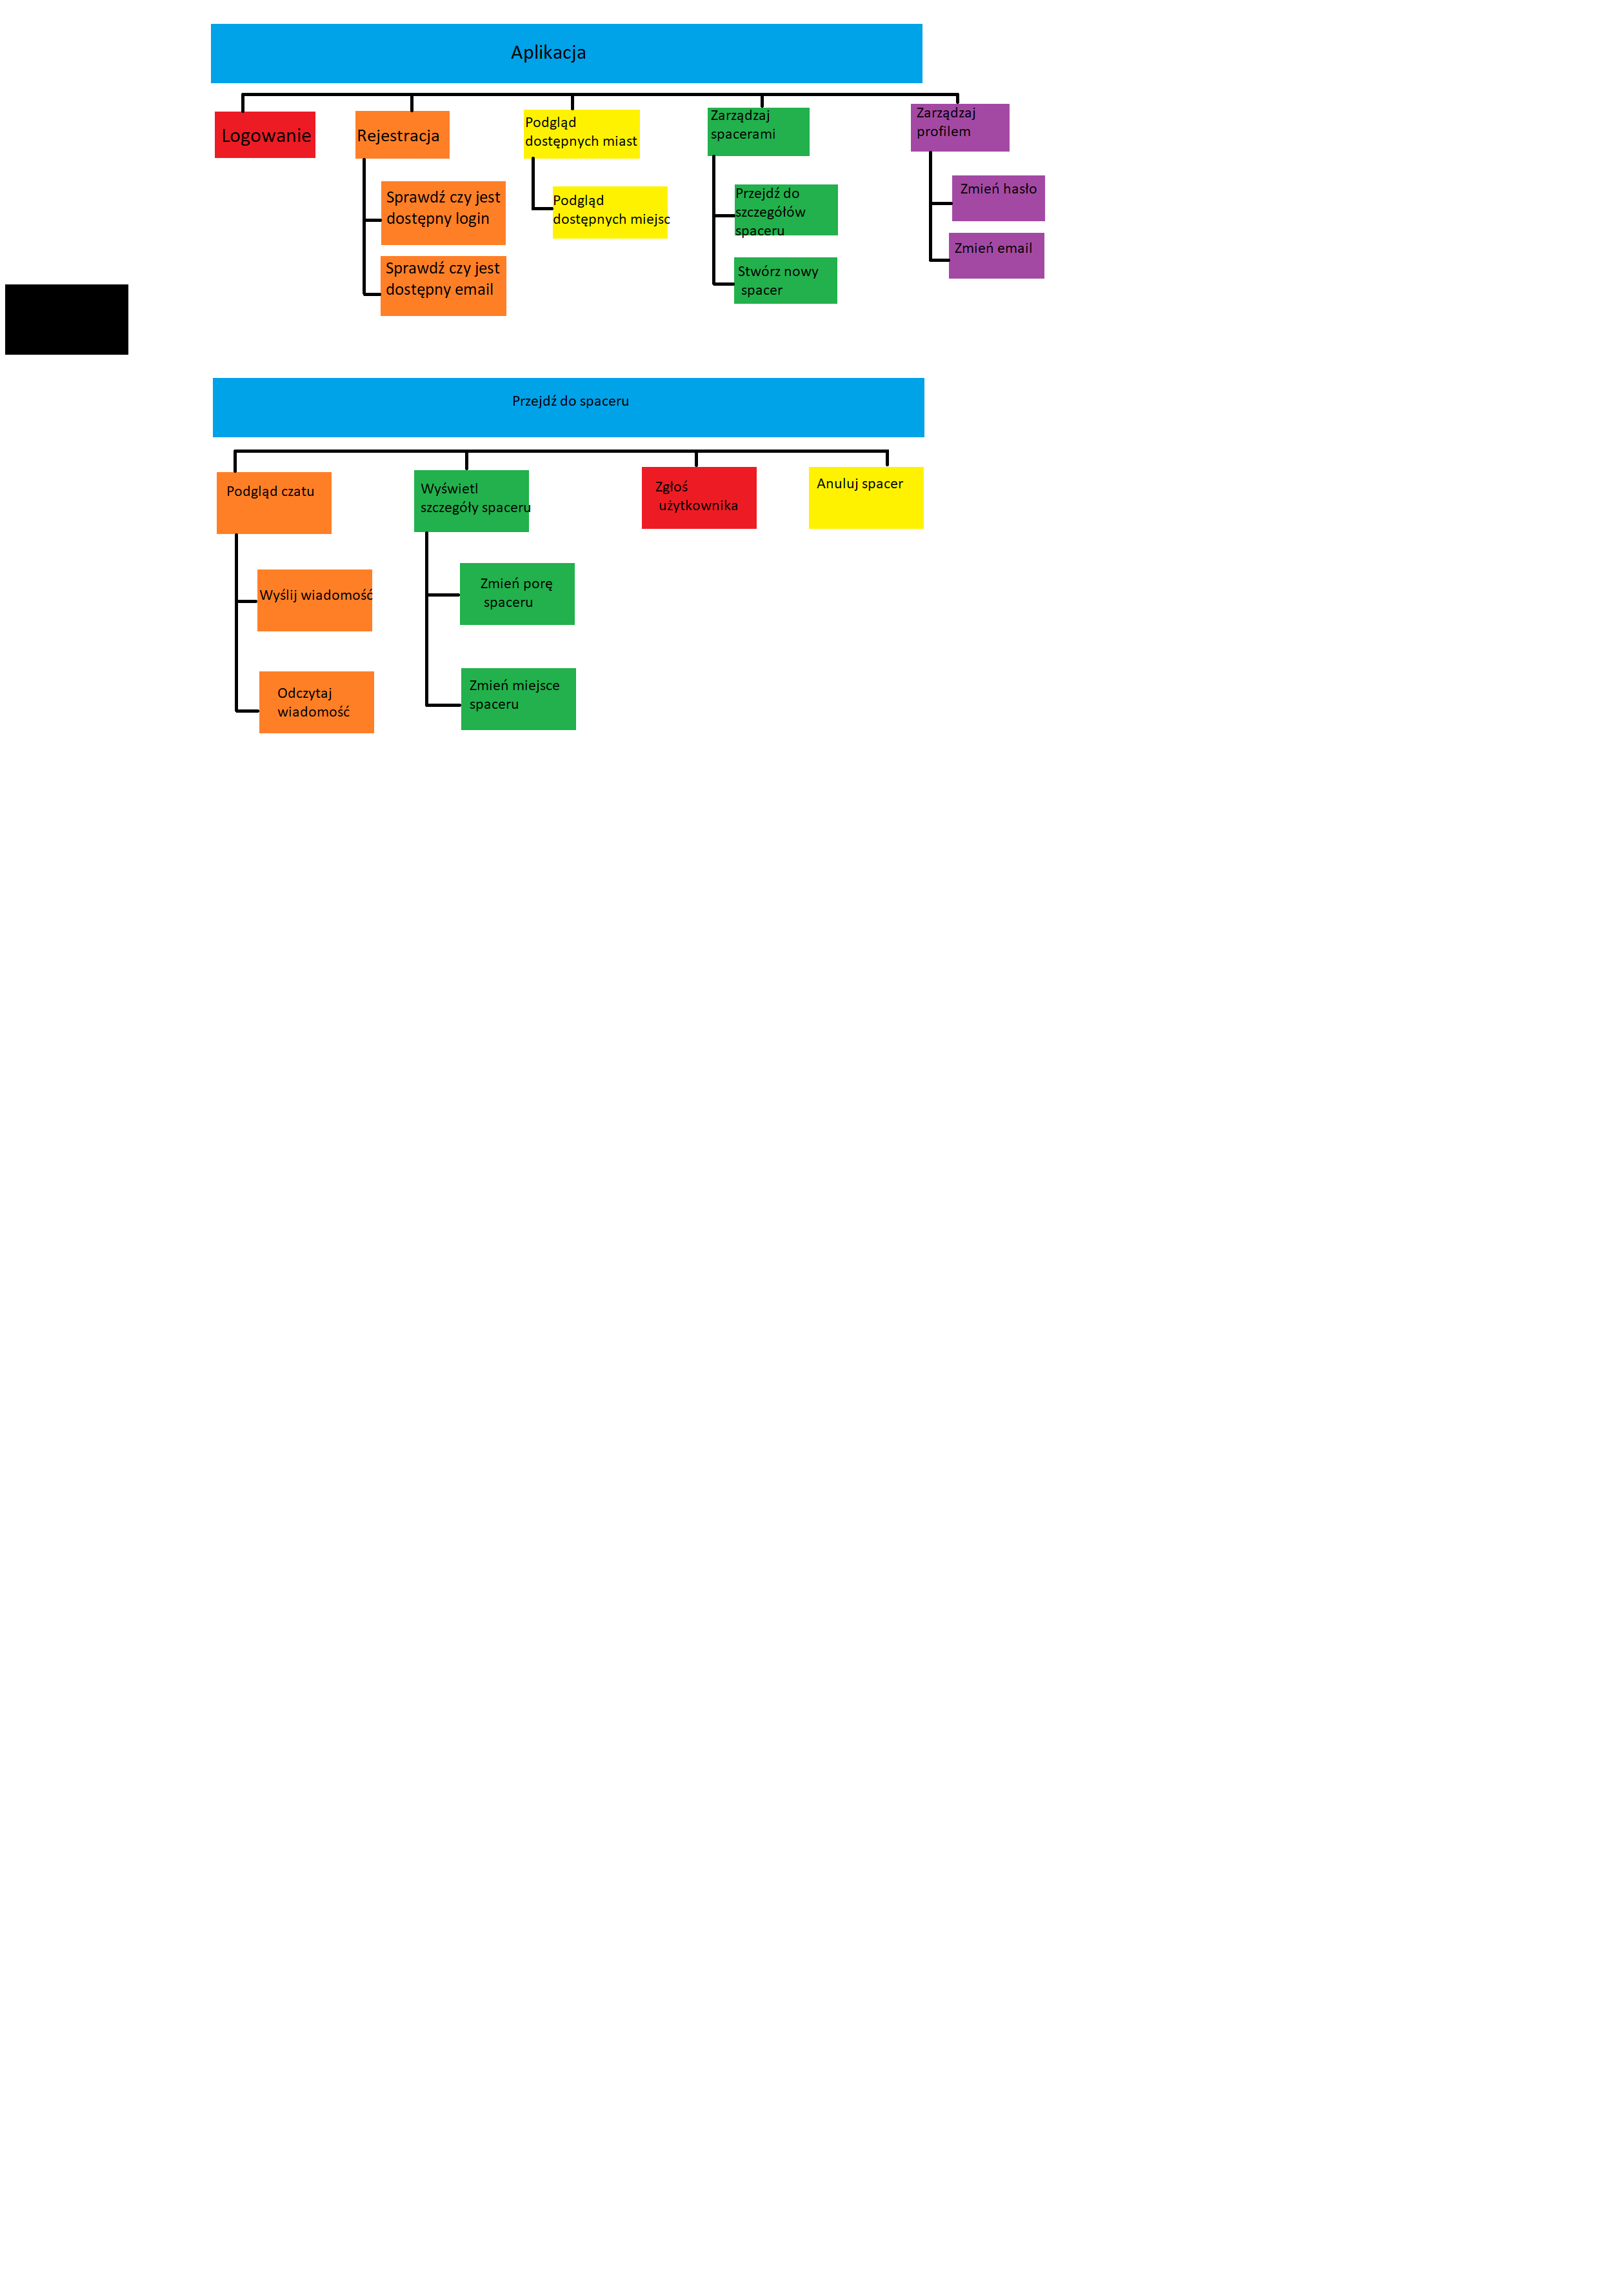 Aplikacja
Logowanie
Rejestracja
Podgląd
dostępnych miast
Zarządzaj
spacerami
Zarządzaj
profilem
Sprawdź czy jest
dostępny login
Sprawdź czy jest
dostępny email
Podgląd
dostępnych miejsc
Przejdź do
szczegółów
spaceru
Stwórz nowy
spacer
Zmień hasło
Zmień email
Przejdź do spaceru
Podgląd czatu
Wyświetl
szczegóły spaceru
Zgłoś
użytkownika
Anuluj spacer
Wyślij wiadomość
Odczytaj
wiadomość
Zmień porę
spaceru
Zmień miejsce
spaceru